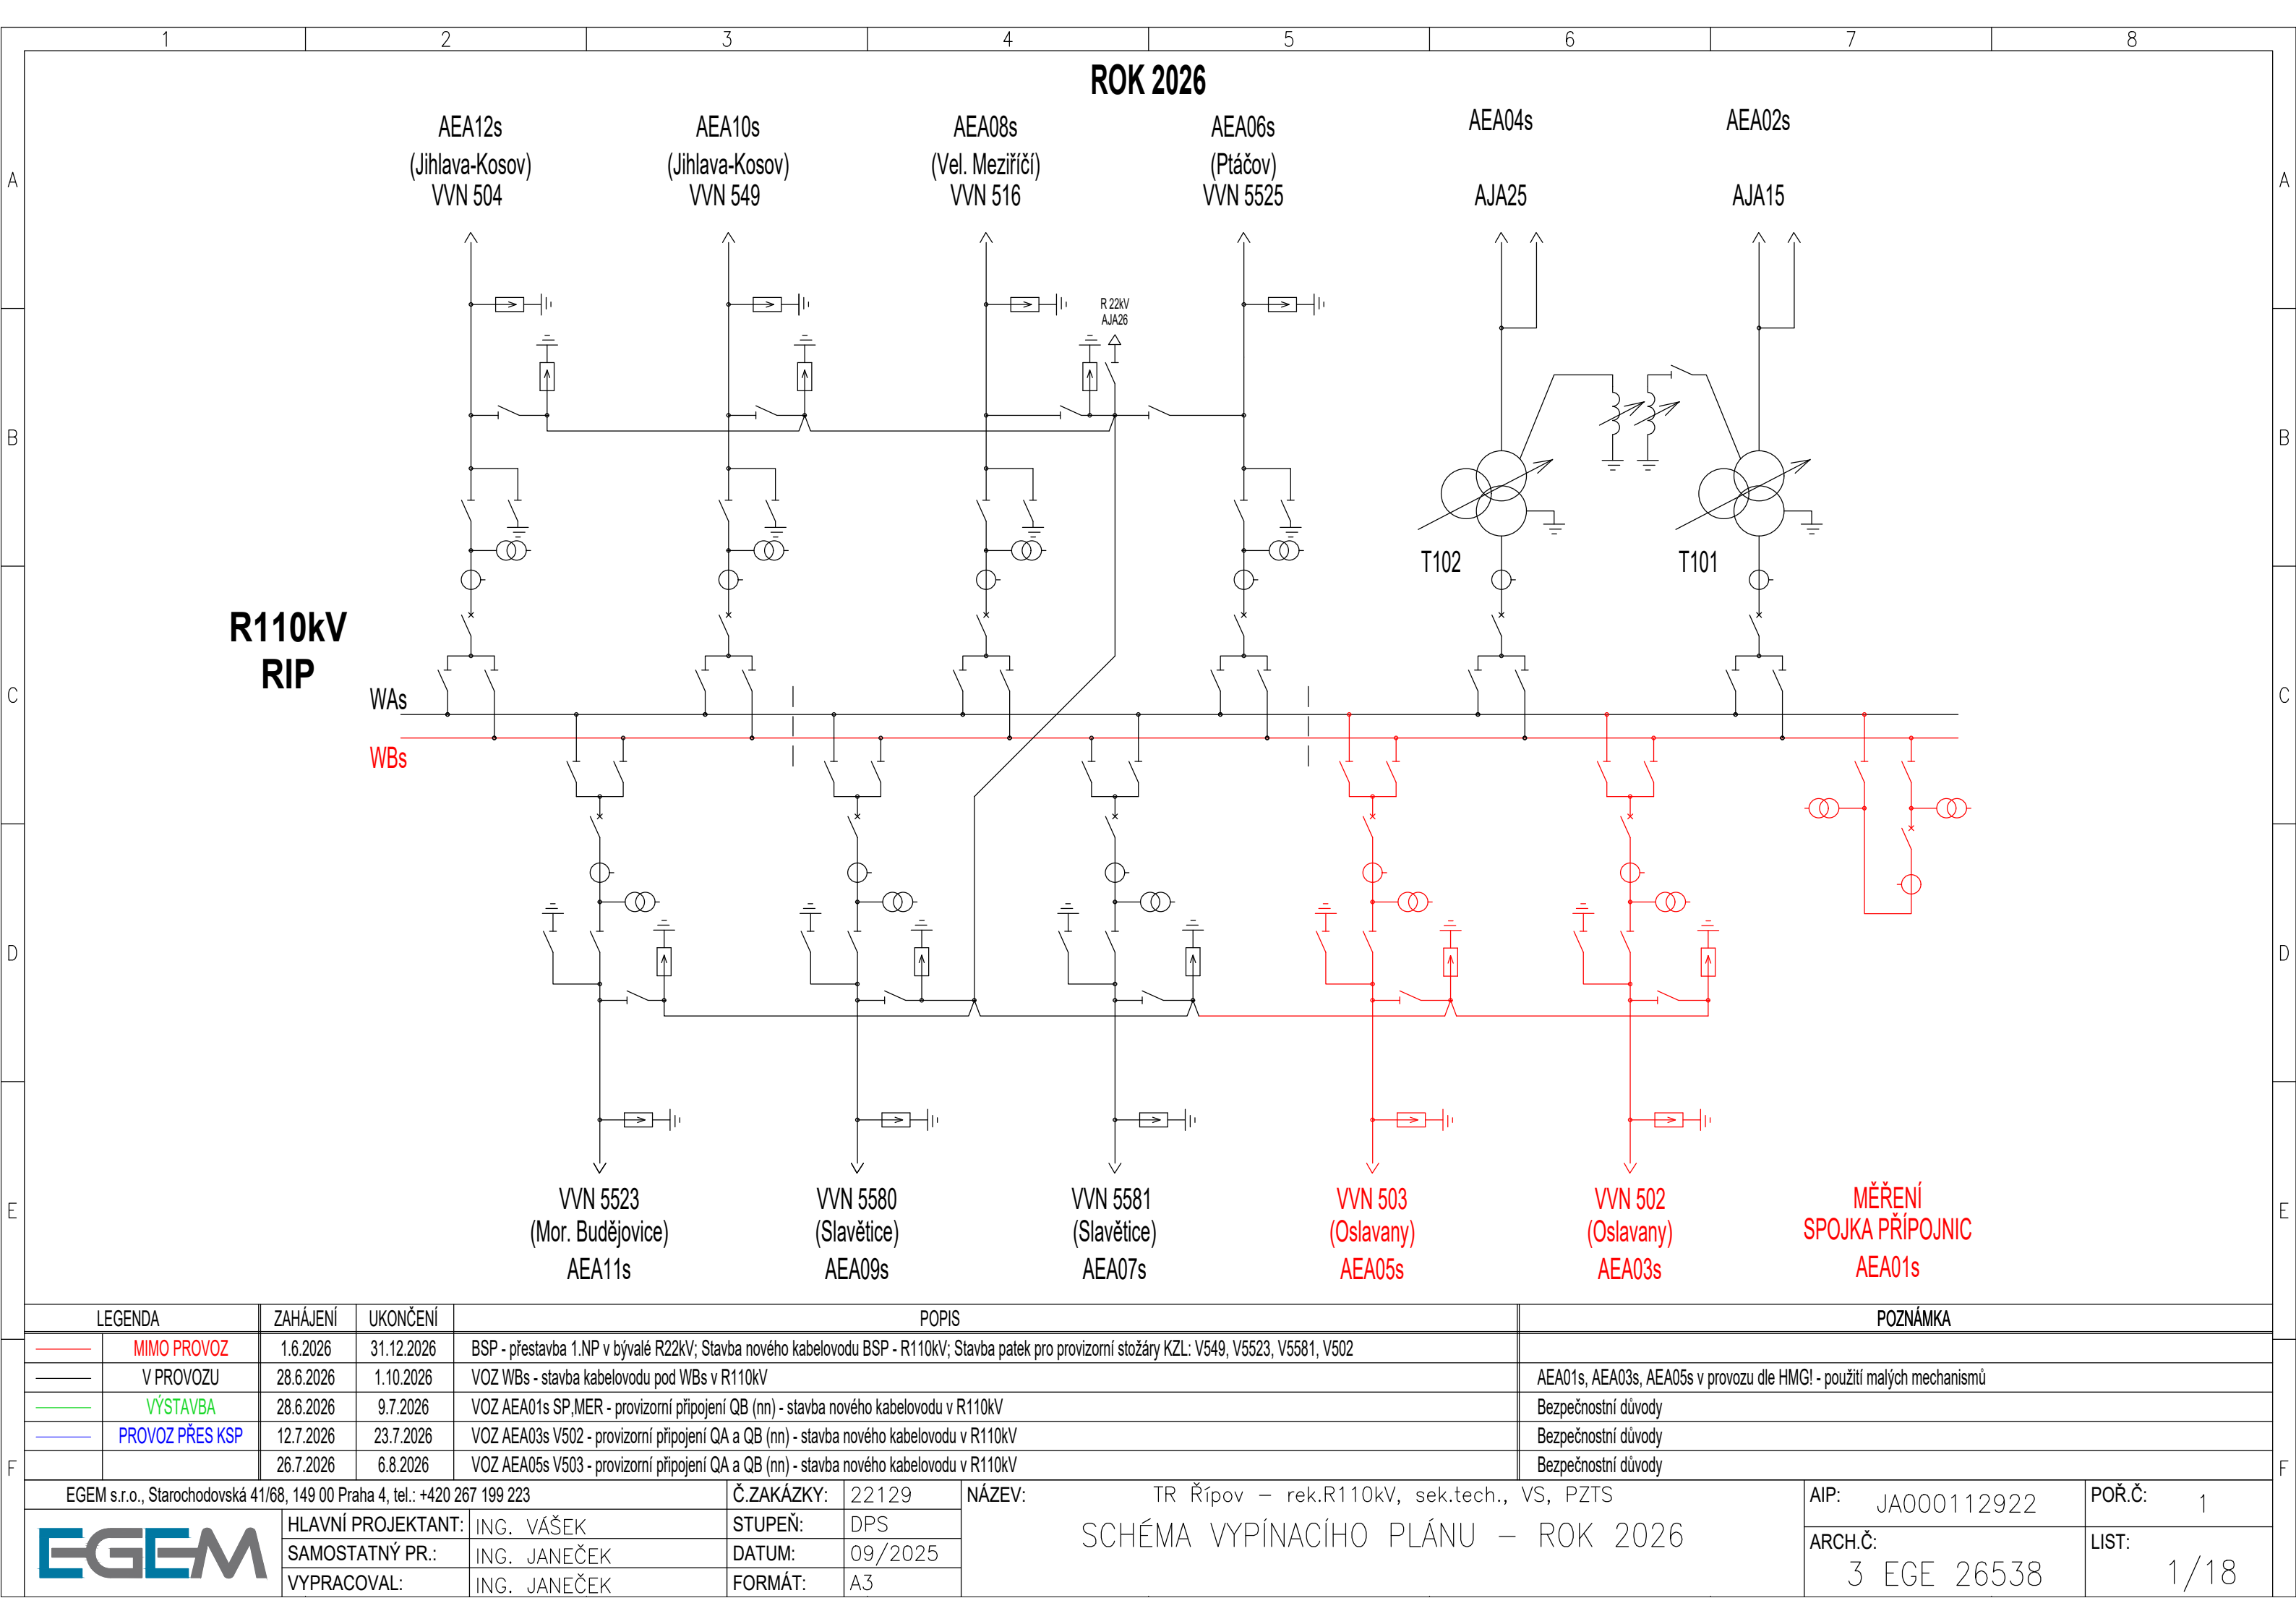 1 2 3 4 5 6 7 8
ROK 2026
AEA12s
(Jihlava-Kosov)
VVN 504
AEA10s
(Jihlava-Kosov)
VVN 549
AEA08s
(Vel. Meziříčí)
VVN 516
AEA06s
(Ptáčov)
VVN 5525
AEA04s
AJA25
AEA02s
AJA15
A A
R 22kV
AJA26
B B
T102
T101
R110kV
RIP
C C
WAs
WBs
D D
VVN 5523
(Mor. Budějovice)
AEA11s
VVN 5580
(Slavětice)
AEA09s
VVN 5581
(Slavětice)
AEA07s
VVN 503
(Oslavany)
AEA05s
VVN 502
(Oslavany)
AEA03s
MĚŘENÍ
SPOJKA PŘÍPOJNIC
AEA01s
E E
LEGENDA ZAHÁJENÍ UKONČENÍ POPIS POZNÁMKA
MIMO PROVOZ 1.6.2026 31.12.2026 BSP - přestavba 1.NP v bývalé R22kV; Stavba nového kabelovodu BSP - R110kV; Stavba patek pro provizorní stožáry KZL: V549, V5523, V5581, V502
V PROVOZU 28.6.2026 1.10.2026 VOZ WBs - stavba kabelovodu pod WBs v R110kV AEA01s, AEA03s, AEA05s v provozu dle HMG! - použití malých mechanismů
VÝSTAVBA 28.6.2026 9.7.2026 VOZ AEA01s SP,MER - provizorní připojení QB (nn) - stavba nového kabelovodu v R110kV Bezpečnostní důvody
PROVOZ PŘES KSP 12.7.2026 23.7.2026 VOZ AEA03s V502 - provizorní připojení QA a QB (nn) - stavba nového kabelovodu v R110kV Bezpečnostní důvody
26.7.2026 6.8.2026 VOZ AEA05s V503 - provizorní připojení QA a QB (nn) - stavba nového kabelovodu v R110kV Bezpečnostní důvody
F F
EGEM s.r.o., Starochodovská 41/68, 149 00 Praha 4, tel.: +420 267 199 223
EGEM
HLAVNÍ PROJEKTANT: ING. VÁŠEK
SAMOSTATNÝ PR.: ING. JANEČEK
VYPRACOVAL: ING. JANEČEK
Č.ZAKÁZKY: 22129
STUPEŇ: DPS
DATUM: 09/2025
FORMÁT: A3
NÁZEV: TR Řípov – rek.R110kV, sek.tech., VS, PZTS
SCHÉMA VYPÍNACÍHO PLÁNU – ROK 2026
AIP: JA000112922
POŘ.Č: 1
ARCH.Č: 3 EGE 26538
LIST: 1/18